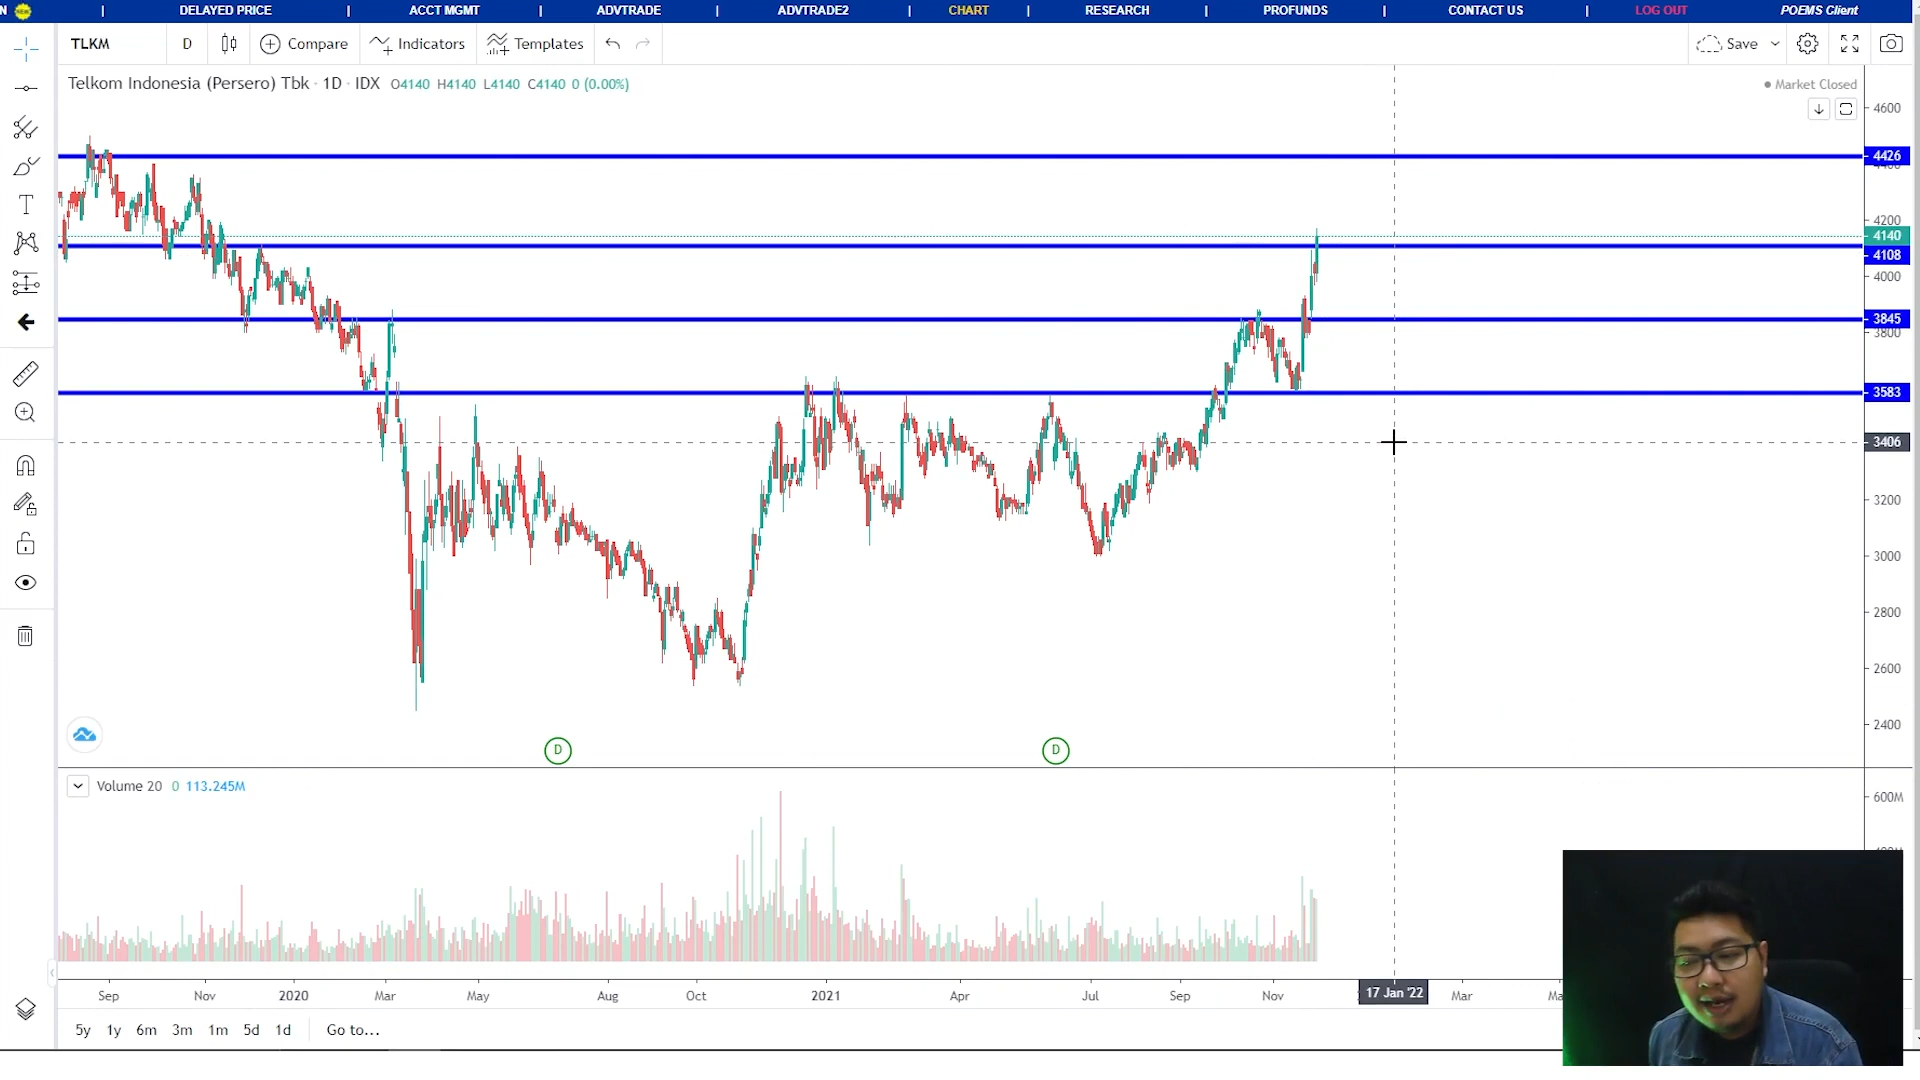 N NEW DELAYED PRICE ACCT MGMT ADVTRADE ADVTRADE2 CHART RESEARCH PROFUNDS CONTACT US LOG OUT POEMS Client
TLKM D Compare Indicators Templates Save
Telkom Indonesia (Persero) Tbk · 1D · IDX O4140 H4140 L4140 C4140 0 (0.00%)
Market Closed
4600
4426
4400
4200
4140
4108
4000
3845
3800
3583
3406
3200
3000
2800
2600
2400
D D
Volume 20 0 113.245M
600M
Sep Nov 2020 Mar May Aug Oct 2021 Apr Jul Sep Nov 17 Jan '22 Mar
5y 1y 6m 3m 1m 5d 1d Go to...